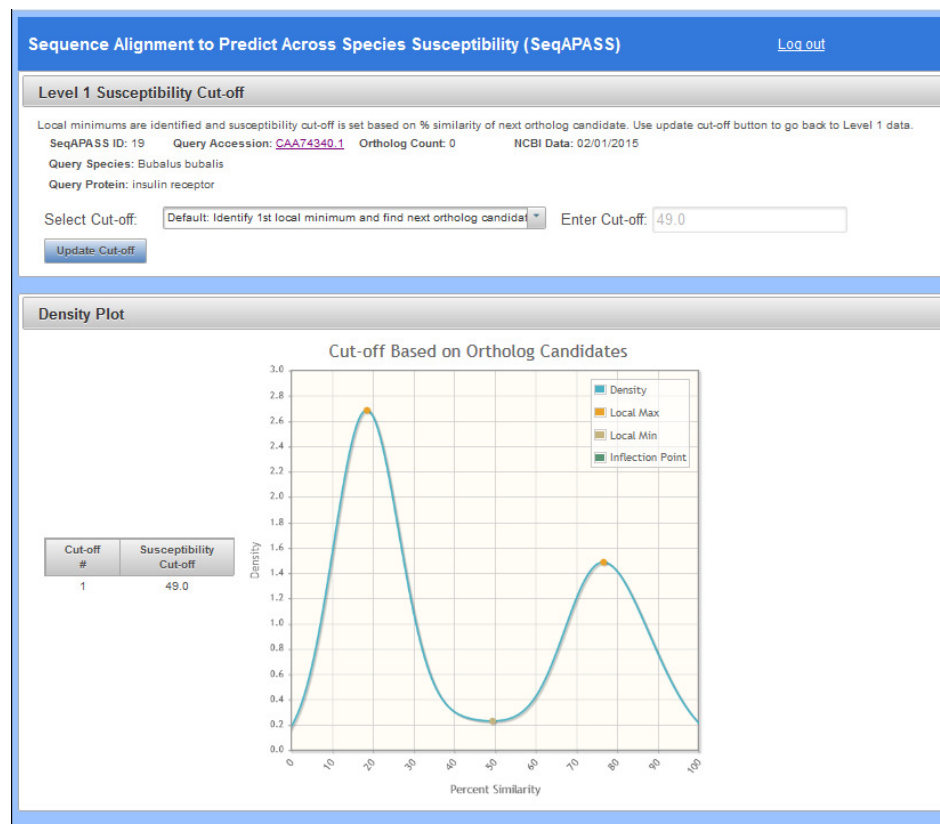 Sequence Alignment to Predict Across Species Susceptibility (SeqAPASS) Log out
Level 1 Susceptibility Cut-off
Local minimums are identified and susceptibility cut-off is set based on % similarity of next ortholog candidate. Use update cut-off button to go back to Level 1 data.
SeqAPASS ID: 19 Query Accession: CAA74340.1 Ortholog Count: 0 NCBI Data: 02/01/2015
Query Species: Bubalus bubalis
Query Protein: insulin receptor
Select Cut-off: Default: Identify 1st local minimum and find next ortholog candidat Enter Cut-off: 49.0
Update Cut-off
Density Plot
Cut-off Based on Ortholog Candidates
3.0
2.8
2.6
2.4
2.2
2.0
1.8
1.6
1.4
1.2
1.0
0.8
0.6
0.4
0.2
0.0
Density
Density
Local Max
Local Min
Inflection Point
0 10 20 30 40 50 60 70 80 90 100
Percent Similarity
Cut-off # Susceptibility Cut-off
1 49.0